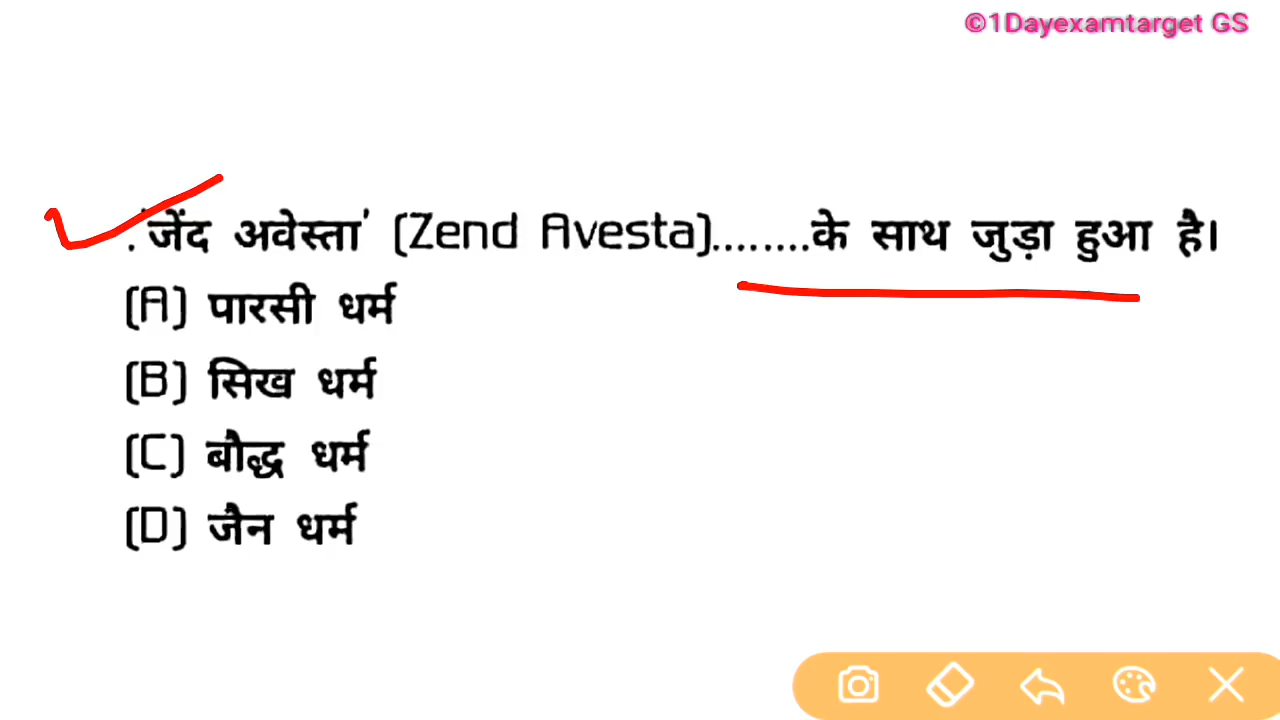 ©1Dayexamtarget GS
.'जेंद अवेस्ता' (Zend Avesta)........के साथ जुड़ा हुआ है।
(A) पारसी धर्म
(B) सिख धर्म
(C) बौद्ध धर्म
(D) जैन धर्म